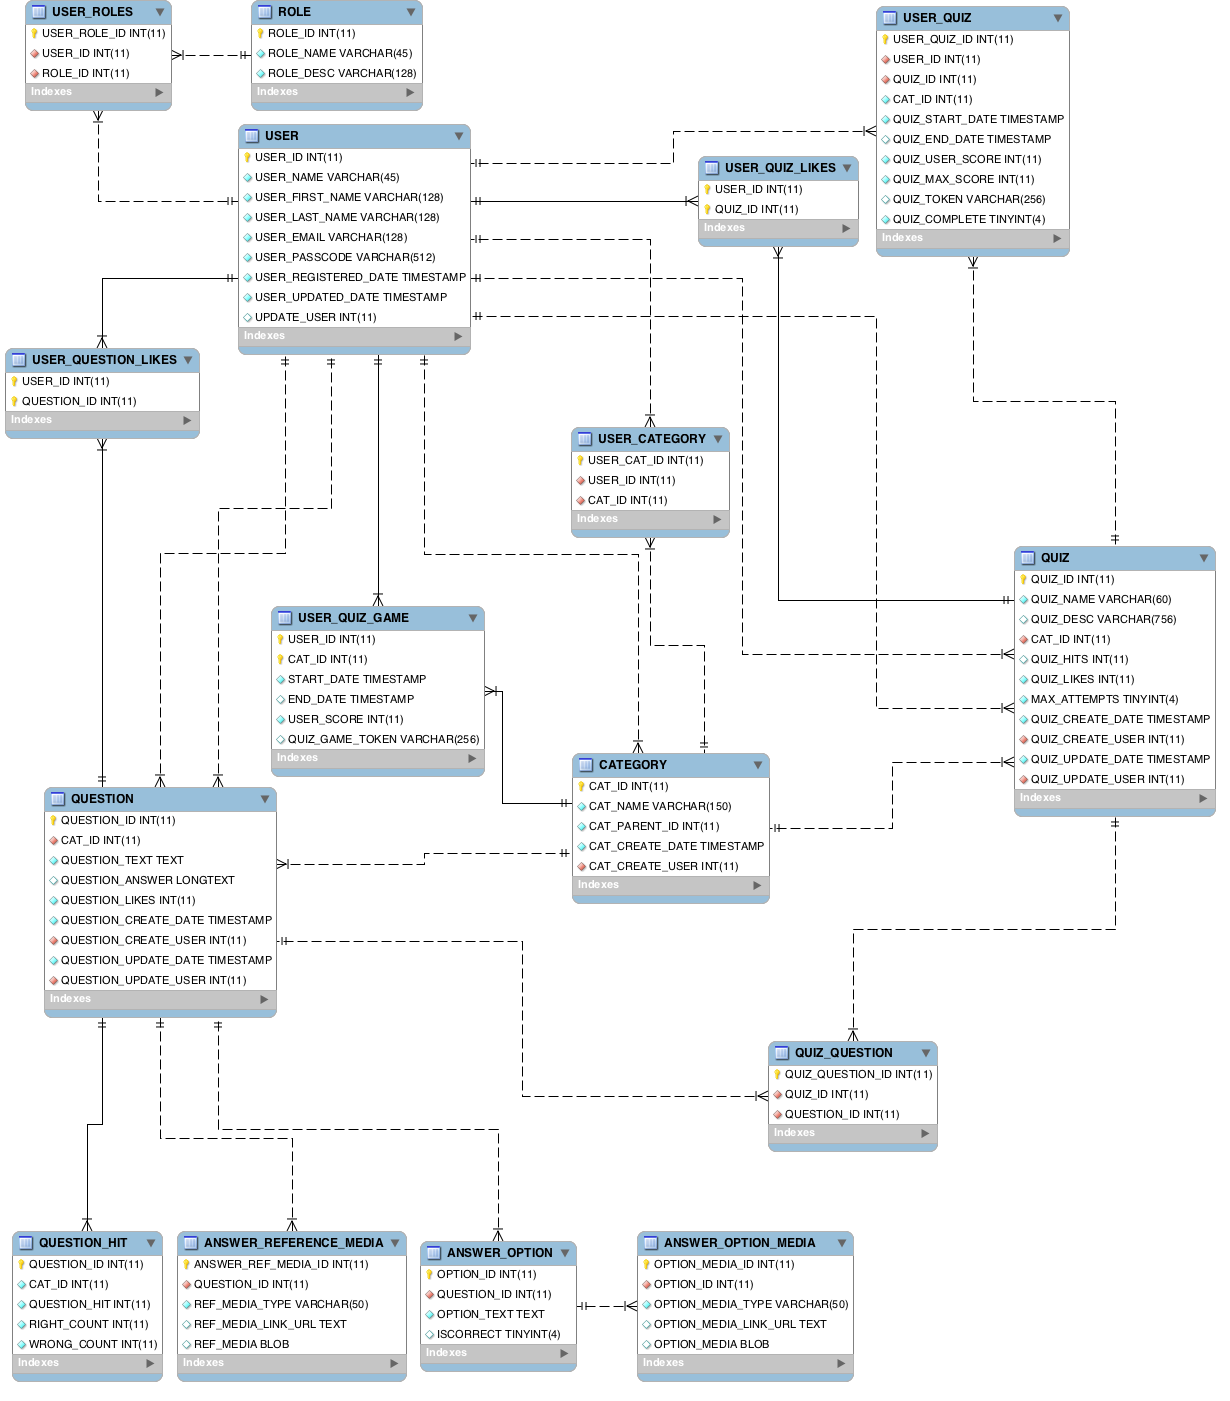 USER_ROLES
USER_ROLE_ID INT(11)
USER_ID INT(11)
ROLE_ID INT(11)
Indexes
ROLE
ROLE_ID INT(11)
ROLE_NAME VARCHAR(45)
ROLE_DESC VARCHAR(128)
Indexes
USER_QUIZ
USER_QUIZ_ID INT(11)
USER_ID INT(11)
QUIZ_ID INT(11)
CAT_ID INT(11)
QUIZ_START_DATE TIMESTAMP
QUIZ_END_DATE TIMESTAMP
QUIZ_USER_SCORE INT(11)
QUIZ_MAX_SCORE INT(11)
QUIZ_TOKEN VARCHAR(256)
QUIZ_COMPLETE TINYINT(4)
Indexes
USER
USER_ID INT(11)
USER_NAME VARCHAR(45)
USER_FIRST_NAME VARCHAR(128)
USER_LAST_NAME VARCHAR(128)
USER_EMAIL VARCHAR(128)
USER_PASSCODE VARCHAR(512)
USER_REGISTERED_DATE TIMESTAMP
USER_UPDATED_DATE TIMESTAMP
UPDATE_USER INT(11)
Indexes
USER_QUIZ_LIKES
USER_ID INT(11)
QUIZ_ID INT(11)
Indexes
USER_QUESTION_LIKES
USER_ID INT(11)
QUESTION_ID INT(11)
Indexes
USER_CATEGORY
USER_CAT_ID INT(11)
USER_ID INT(11)
CAT_ID INT(11)
Indexes
QUIZ
QUIZ_ID INT(11)
QUIZ_NAME VARCHAR(60)
QUIZ_DESC VARCHAR(756)
CAT_ID INT(11)
QUIZ_HITS INT(11)
QUIZ_LIKES INT(11)
MAX_ATTEMPTS TINYINT(4)
QUIZ_CREATE_DATE TIMESTAMP
QUIZ_CREATE_USER INT(11)
QUIZ_UPDATE_DATE TIMESTAMP
QUIZ_UPDATE_USER INT(11)
Indexes
USER_QUIZ_GAME
USER_ID INT(11)
CAT_ID INT(11)
START_DATE TIMESTAMP
END_DATE TIMESTAMP
USER_SCORE INT(11)
QUIZ_GAME_TOKEN VARCHAR(256)
Indexes
CATEGORY
CAT_ID INT(11)
CAT_NAME VARCHAR(150)
CAT_PARENT_ID INT(11)
CAT_CREATE_DATE TIMESTAMP
CAT_CREATE_USER INT(11)
Indexes
QUESTION
QUESTION_ID INT(11)
CAT_ID INT(11)
QUESTION_TEXT TEXT
QUESTION_ANSWER LONGTEXT
QUESTION_LIKES INT(11)
QUESTION_CREATE_DATE TIMESTAMP
QUESTION_CREATE_USER INT(11)
QUESTION_UPDATE_DATE TIMESTAMP
QUESTION_UPDATE_USER INT(11)
Indexes
QUIZ_QUESTION
QUIZ_QUESTION_ID INT(11)
QUIZ_ID INT(11)
QUESTION_ID INT(11)
Indexes
QUESTION_HIT
QUESTION_ID INT(11)
CAT_ID INT(11)
QUESTION_HIT INT(11)
RIGHT_COUNT INT(11)
WRONG_COUNT INT(11)
Indexes
ANSWER_REFERENCE_MEDIA
ANSWER_REF_MEDIA_ID INT(11)
QUESTION_ID INT(11)
REF_MEDIA_TYPE VARCHAR(50)
REF_MEDIA_LINK_URL TEXT
REF_MEDIA BLOB
Indexes
ANSWER_OPTION
OPTION_ID INT(11)
QUESTION_ID INT(11)
OPTION_TEXT TEXT
ISCORRECT TINYINT(4)
Indexes
ANSWER_OPTION_MEDIA
OPTION_MEDIA_ID INT(11)
OPTION_ID INT(11)
OPTION_MEDIA_TYPE VARCHAR(50)
OPTION_MEDIA_LINK_URL TEXT
OPTION_MEDIA BLOB
Indexes